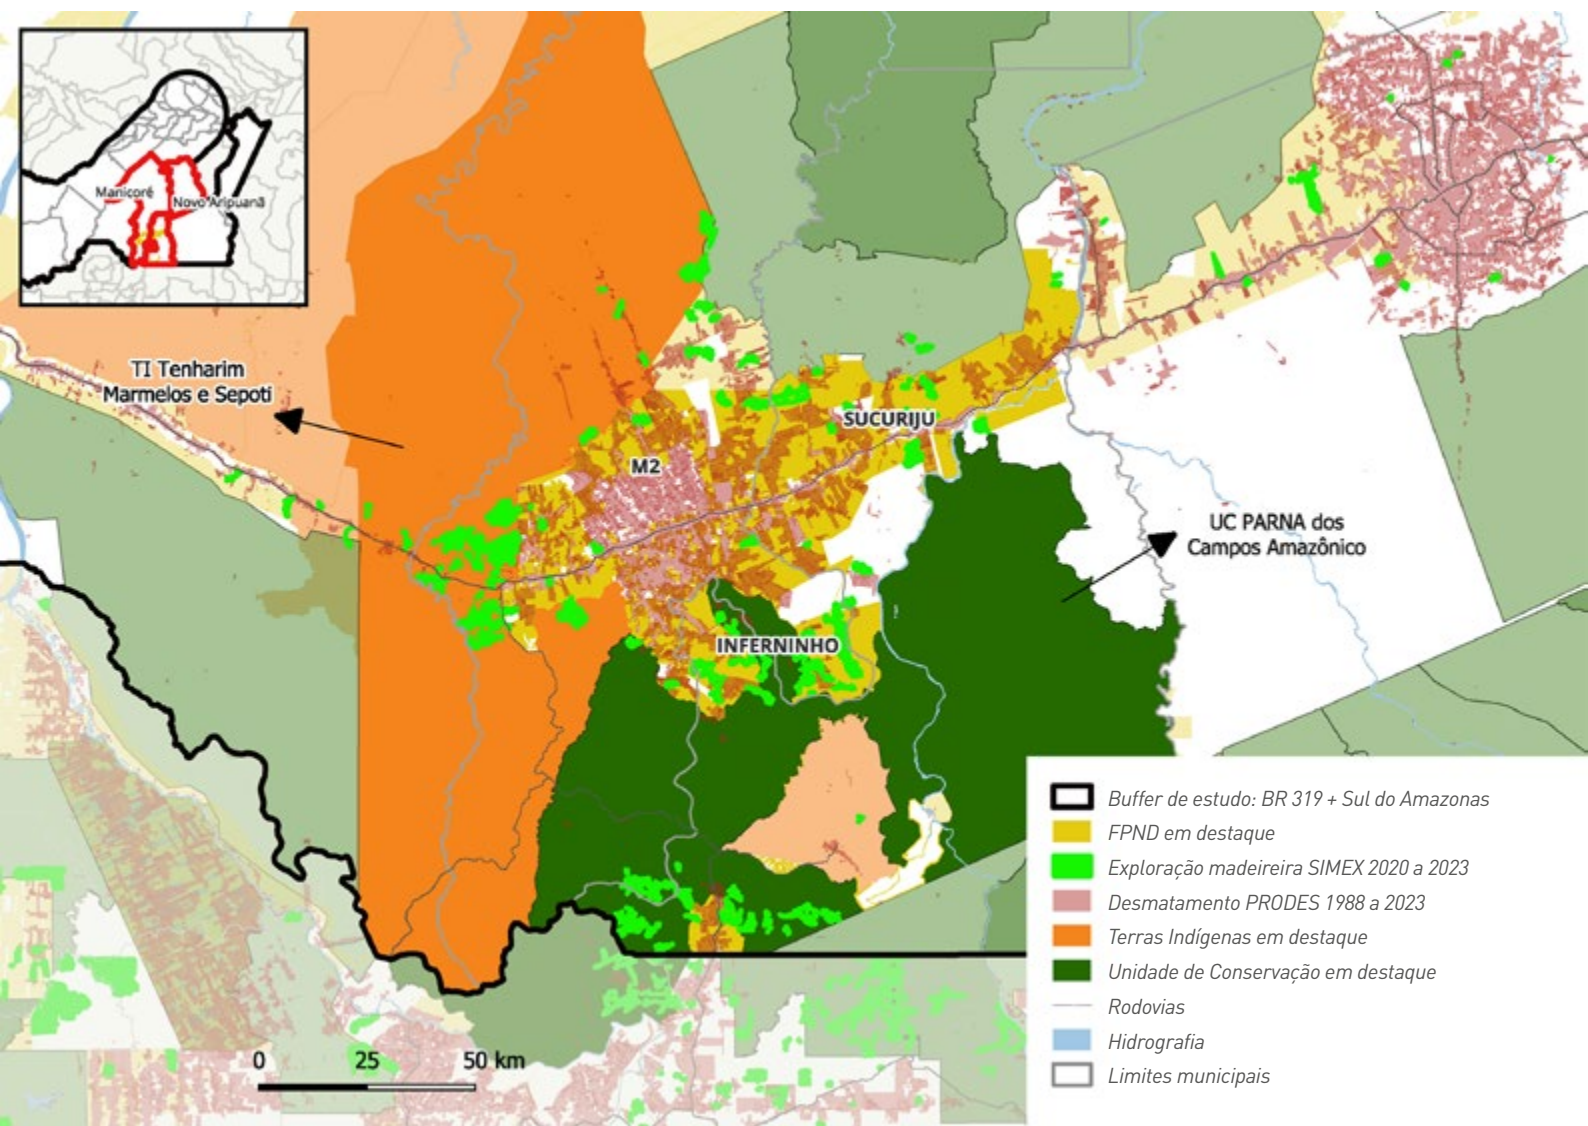 Manicoré
Novo Aripuanã
TI Tenharim
Marmelos e Sepoti
SUCURIJU
M2
UC PARNA dos
Campos Amazônico
INFERNINHO
Buffer de estudo: BR 319 + Sul do Amazonas
FPND em destaque
Exploração madeireira SIMEX 2020 a 2023
Desmatamento PRODES 1988 a 2023
Terras Indígenas em destaque
Unidade de Conservação em destaque
Rodovias
Hidrografia
Limites municipais
0 25 50 km